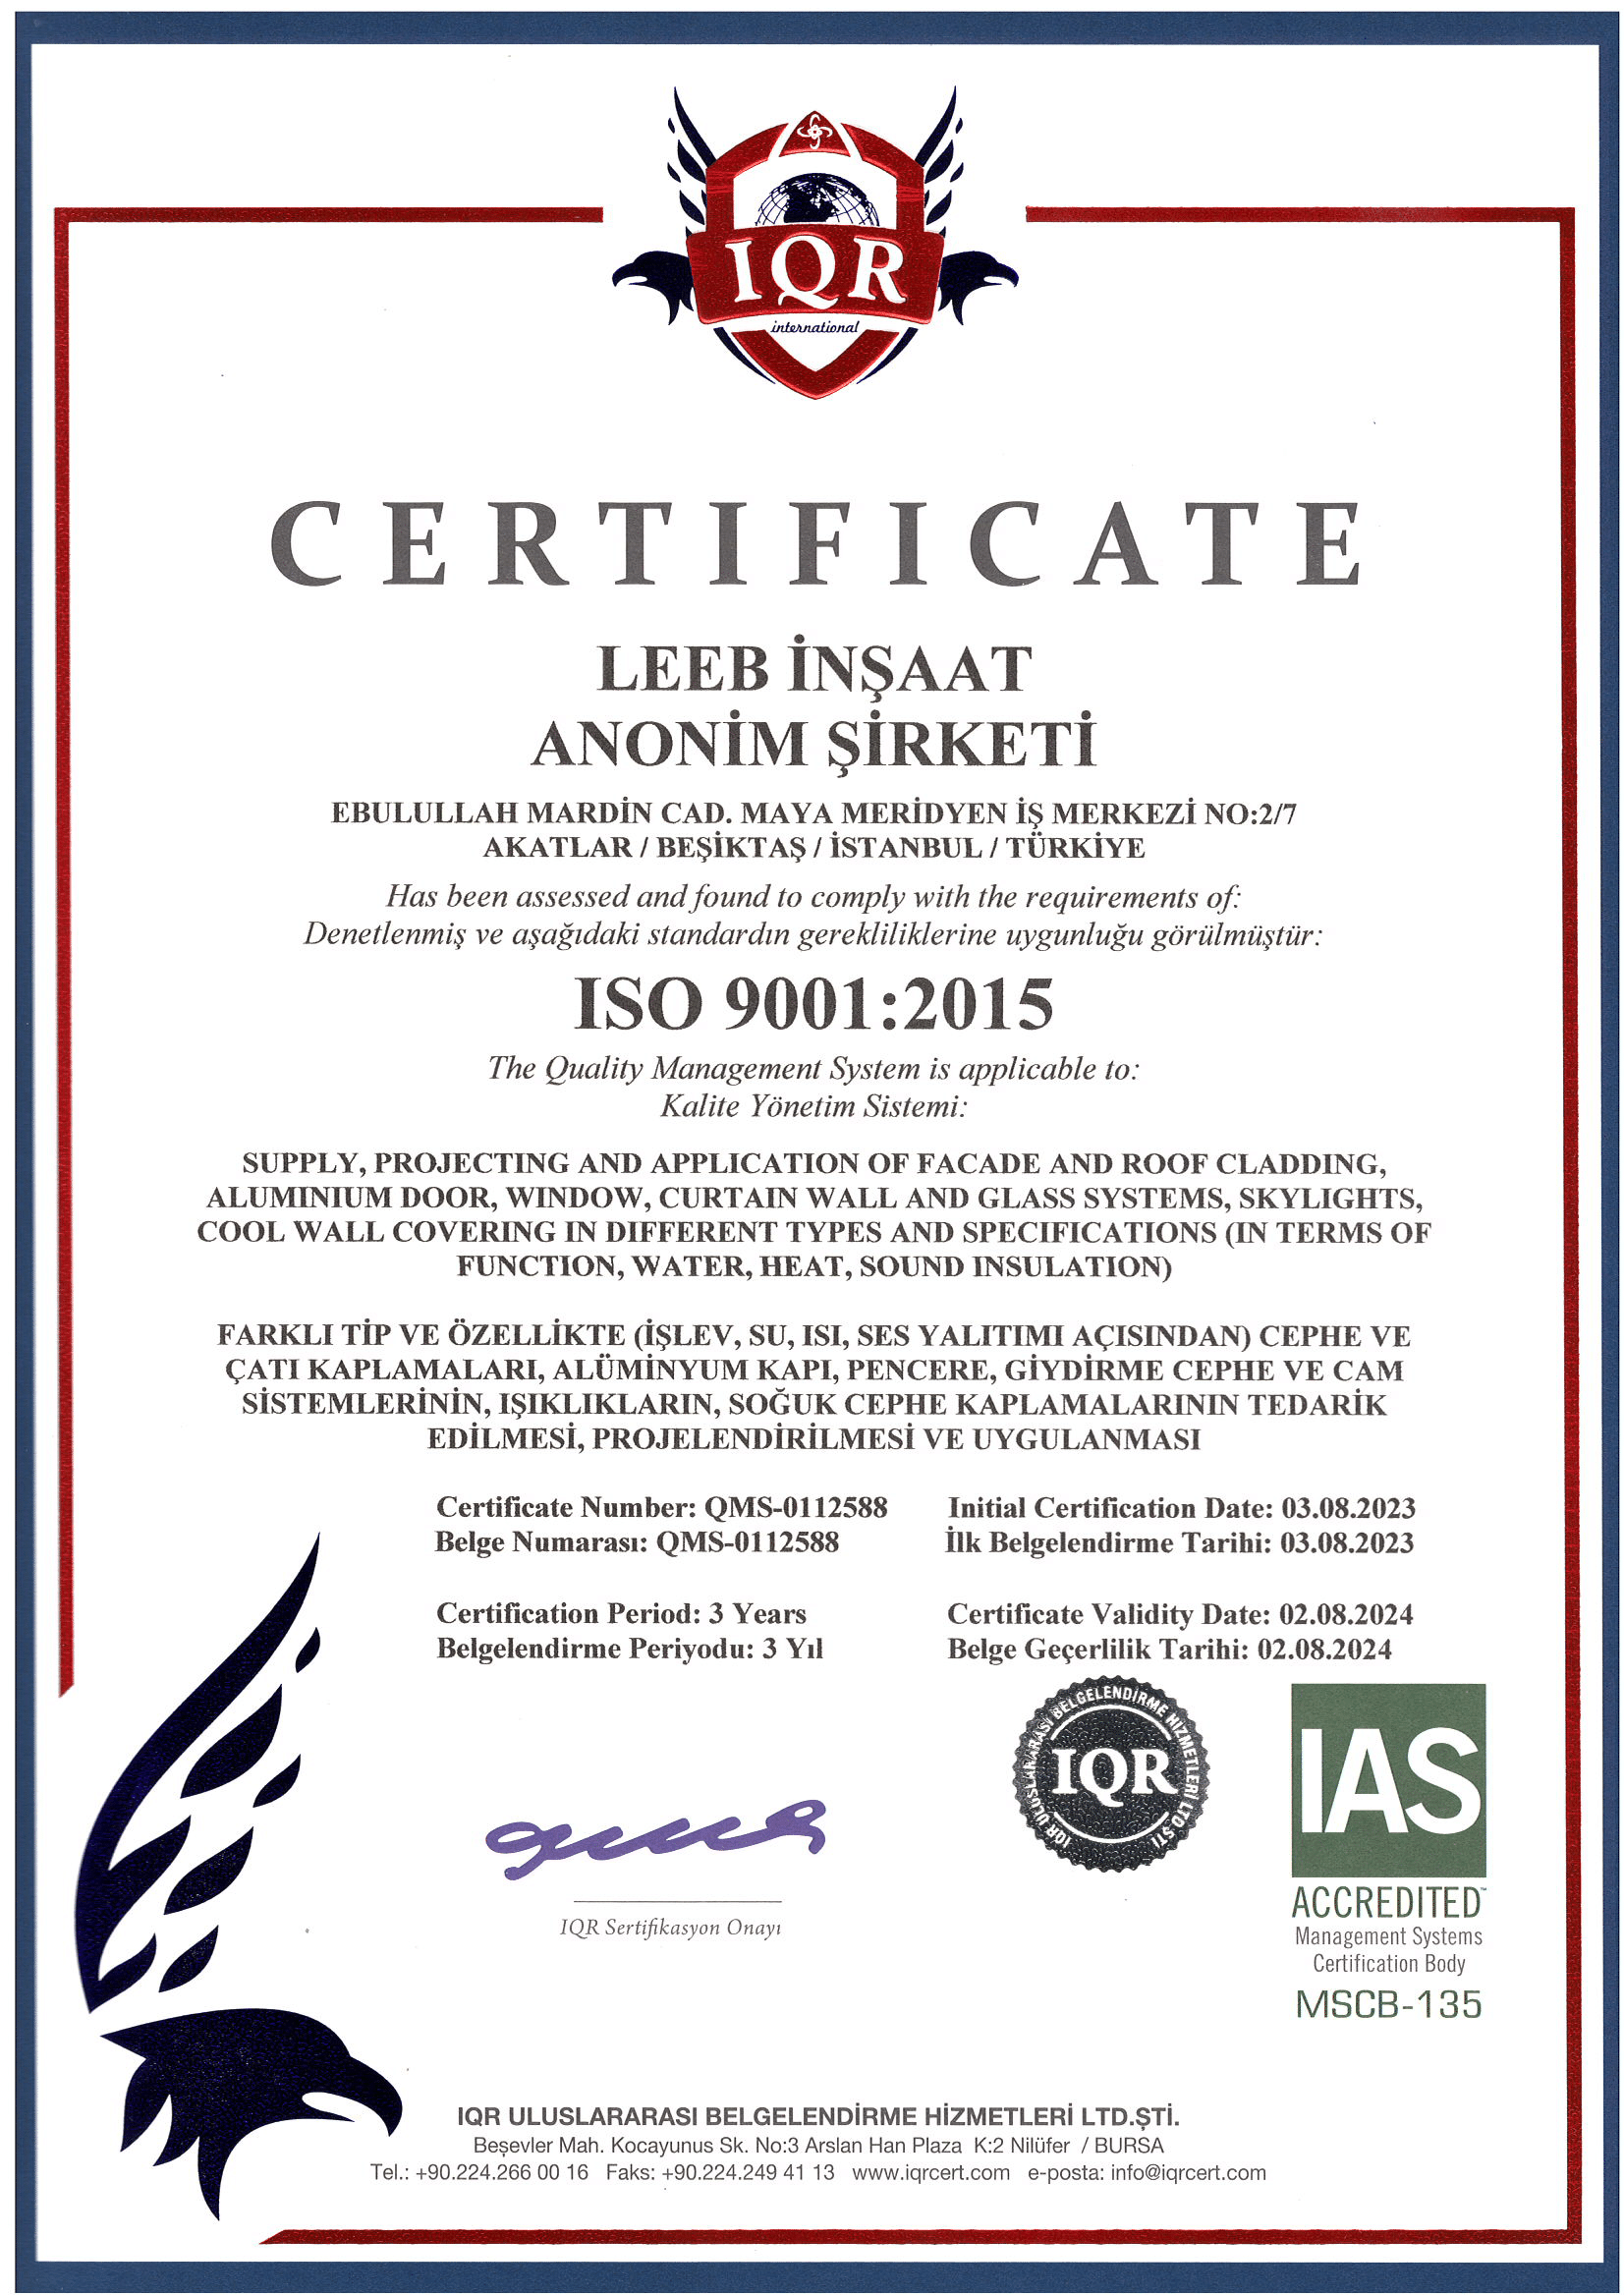 IQR
international
CERTIFICATE
LEEB İNŞAAT
ANONİM ŞİRKETİ
EBULULLAH MARDİN CAD. MAYA MERİDYEN İŞ MERKEZİ NO:2/7
AKATLAR / BEŞİKTAŞ / İSTANBUL / TÜRKİYE
Has been assessed and found to comply with the requirements of:
Denetlenmiş ve aşağıdaki standardın gerekliliklerine uygunluğu görülmüştür:
ISO 9001:2015
The Quality Management System is applicable to:
Kalite Yönetim Sistemi:
SUPPLY, PROJECTING AND APPLICATION OF FACADE AND ROOF CLADDING,
ALUMINIUM DOOR, WINDOW, CURTAIN WALL AND GLASS SYSTEMS, SKYLIGHTS,
COOL WALL COVERING IN DIFFERENT TYPES AND SPECIFICATIONS (IN TERMS OF
FUNCTION, WATER, HEAT, SOUND INSULATION)
FARKLI TİP VE ÖZELLİKTE (İŞLEV, SU, ISI, SES YALITIMI AÇISINDAN) CEPHE VE
ÇATI KAPLAMALARI, ALÜMİNYUM KAPI, PENCERE, GİYDİRME CEPHE VE CAM
SİSTEMLERİNİN, IŞIKLIKLARIN, SOĞUK CEPHE KAPLAMALARININ TEDARİK
EDİLMESİ, PROJELENDİRİLMESİ VE UYGULANMASI
Certificate Number: QMS-0112588 Initial Certification Date: 03.08.2023
Belge Numarası: QMS-0112588 İlk Belgelendirme Tarihi: 03.08.2023
Certification Period: 3 Years Certificate Validity Date: 02.08.2024
Belgelendirme Periyodu: 3 Yıl Belge Geçerlilik Tarihi: 02.08.2024
IQR ULUSLARARASI BELGELENDİRME HİZMETLERİ LTD.ŞTİ.
IQR
IAS
ACCREDITED™
Management Systems
Certification Body
MSCB-135
IQR Sertifikasyon Onayı
IQR ULUSLARARASI BELGELENDİRME HİZMETLERİ LTD.ŞTİ.
Beşevler Mah. Kocayunus Sk. No:3 Arslan Han Plaza K:2 Nilüfer / BURSA
Tel.: +90.224.266 00 16 Faks: +90.224.249 41 13 www.iqrcert.com e-posta: info@iqrcert.com